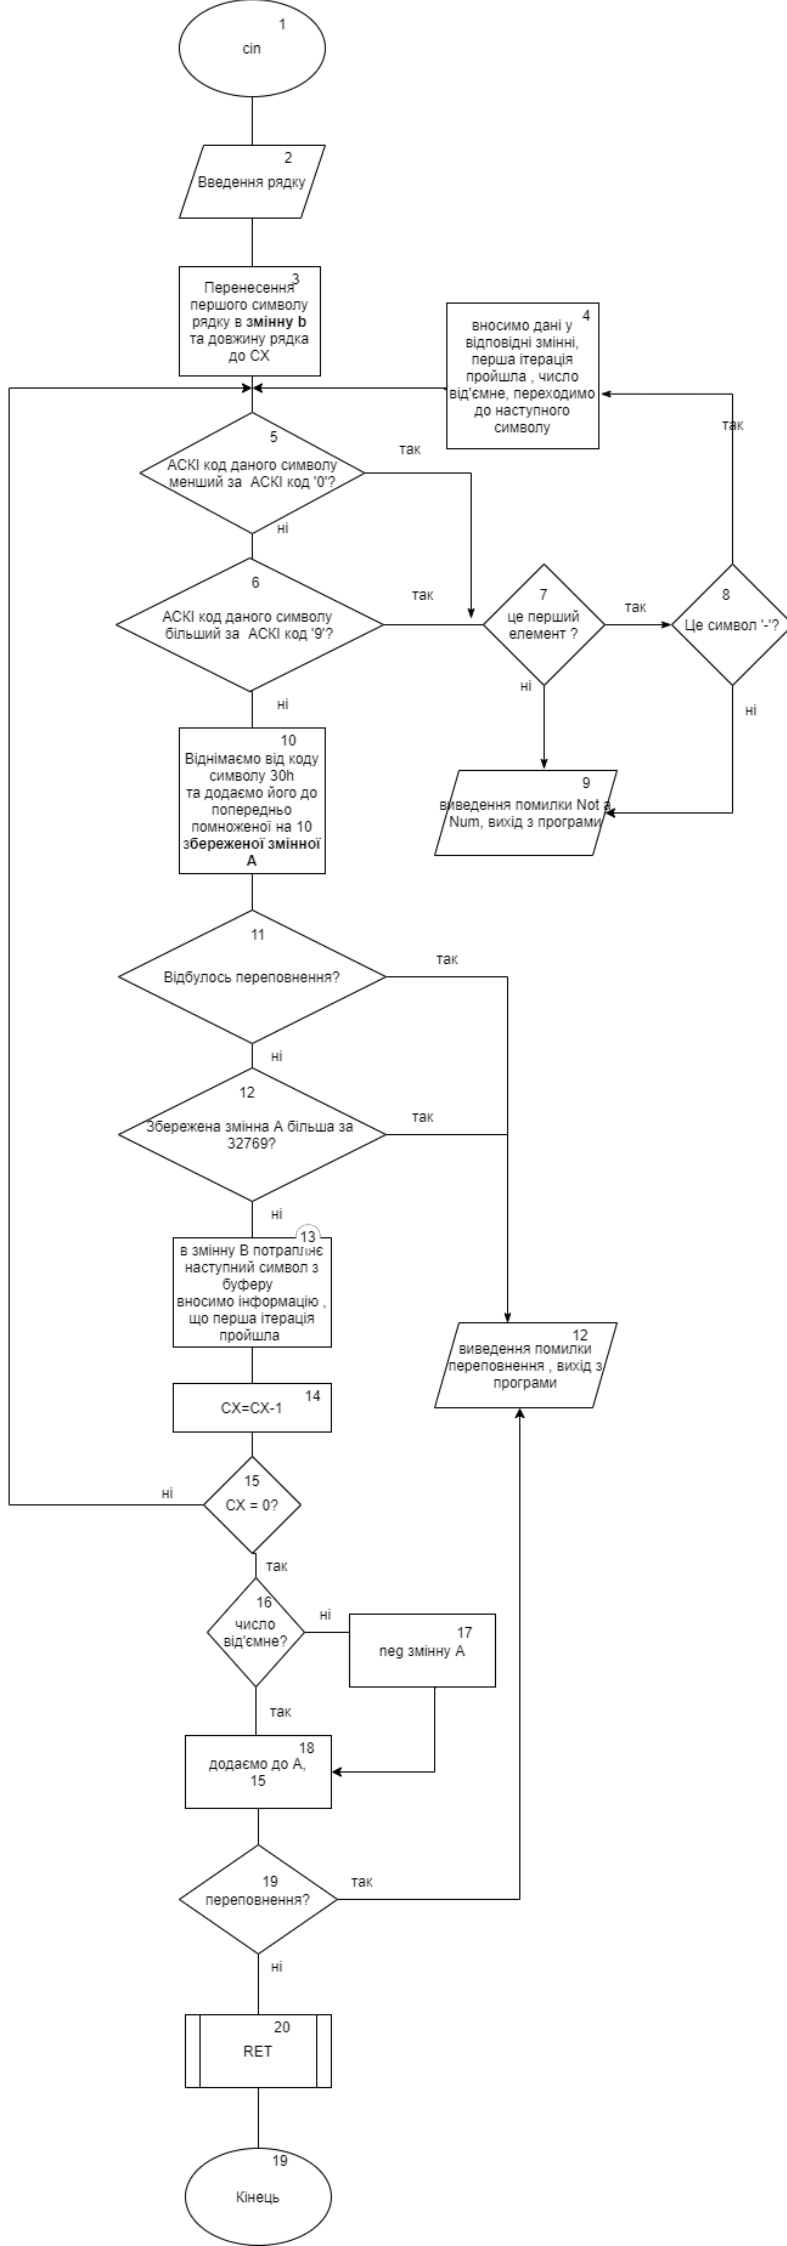 1
cin
2
Введення рядку
3
Перенесення
першого символу
рядку в змінну b
та довжину рядка
до CX
4
вносимо дані у
відповідні змінні,
перша ітерація
пройшла , число
від'ємне, переходимо
до наступного
символу
так
5
АСКІ код даного символу
менший за АСКІ код '0'?
так
ні
6
АСКІ код даного символу
більший за АСКІ код '9'?
так
ні
7
це перший
елемент ?
так
ні
8
Це символ '-'?
ні
9
виведення помилки Not a
Num, вихід з програми
10
Віднімаємо від коду
символу 30h
та додаємо його до
попередньо
помноженої на 10
збереженої змінної
А
11
Відбулось переповнення?
так
ні
12
Збережена змінна А більша за
32769?
так
ні
13
в змінну В потрапляє
наступний символ з
буферу
вносимо інформацію ,
що перша ітерація
пройшла
12
виведення помилки
переповнення , вихід з
програми
14
CX=CX-1
15
CX = 0?
ні
так
16
число
від'ємне?
ні
так
17
neg змінну А
18
додаємо до А,
15
19
переповнення?
так
ні
20
RET
19
Кінець